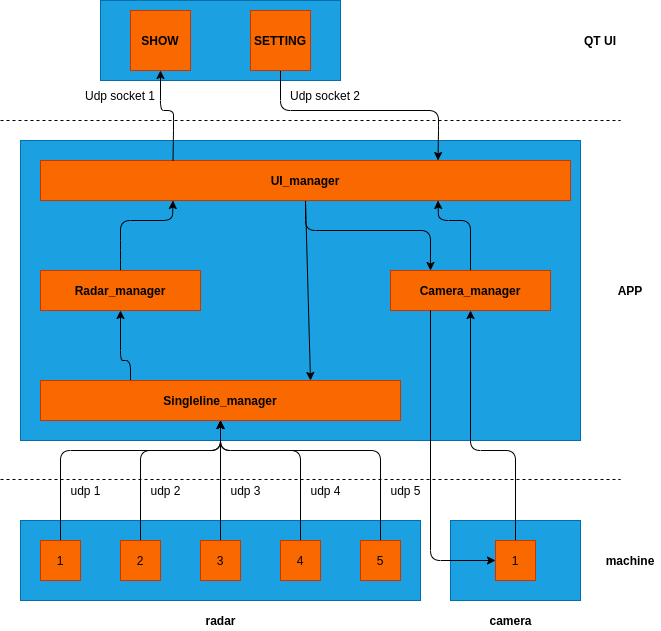 SHOW
SETTING
QT UI
Udp socket 1
Udp socket 2
UI_manager
Radar_manager
Camera_manager
APP
Singleline_manager
udp 1
udp 2
udp 3
udp 4
udp 5
1
2
3
4
5
1
machine
radar
camera